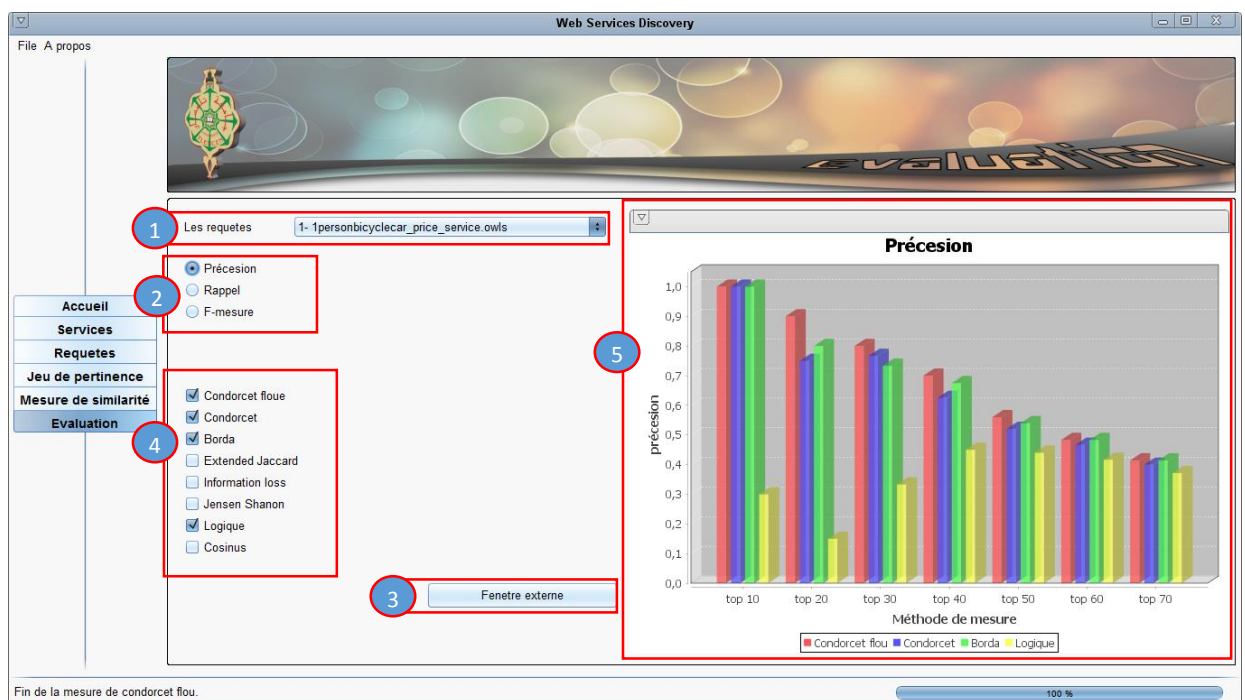 Web Services Discovery
File A propos
Evaluation
1
Les requetes
1- 1personbicyclecar_price_service.owls
2
Précesion
Rappel
F-mesure
Accueil
Services
Requetes
Jeu de pertinence
Mesure de similarité
Evaluation
4
Condorcet floue
Condorcet
Borda
Extended Jaccard
Information loss
Jensen Shanon
Logique
Cosinus
3
Fenetre externe
5
Précesion
précesion
1,0
0,9
0,8
0,7
0,6
0,5
0,4
0,3
0,2
0,1
0,0
top 10 top 20 top 30 top 40 top 50 top 60 top 70
Méthode de mesure
Condorcet flou Condorcet Borda Logique
Fin de la mesure de condorcet flou.
100 %